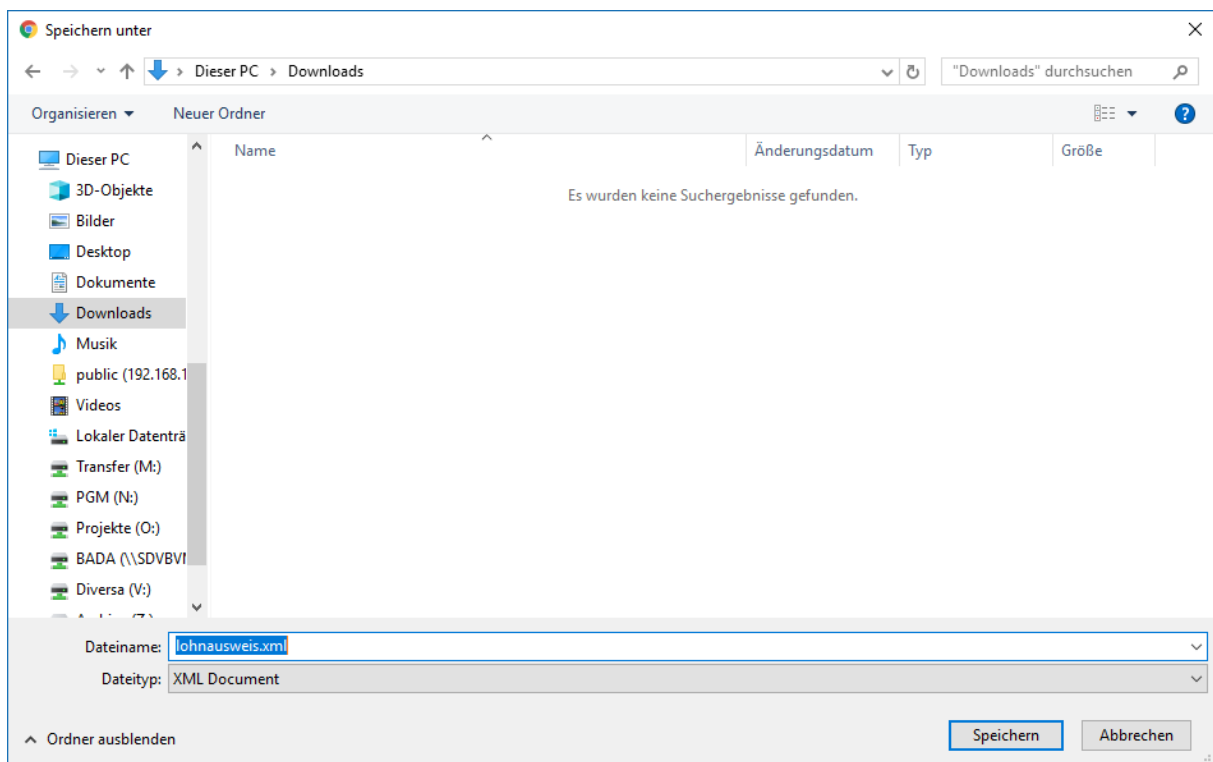 Speichern unter
Dieser PC > Downloads
"Downloads" durchsuchen
Organisieren Neuer Ordner
Name Änderungsdatum Typ Größe
Es wurden keine Suchergebnisse gefunden.
Dieser PC
3D-Objekte
Bilder
Desktop
Dokumente
Downloads
Musik
public (192.168.1
Videos
Lokaler Datenträ
Transfer (M:)
PGM (N:)
Projekte (O:)
BADA (\\SDVBVM
Diversa (V:)
Dateiname: lohnausweis.xml
Dateityp: XML Document
Ordner ausblenden
Speichern Abbrechen